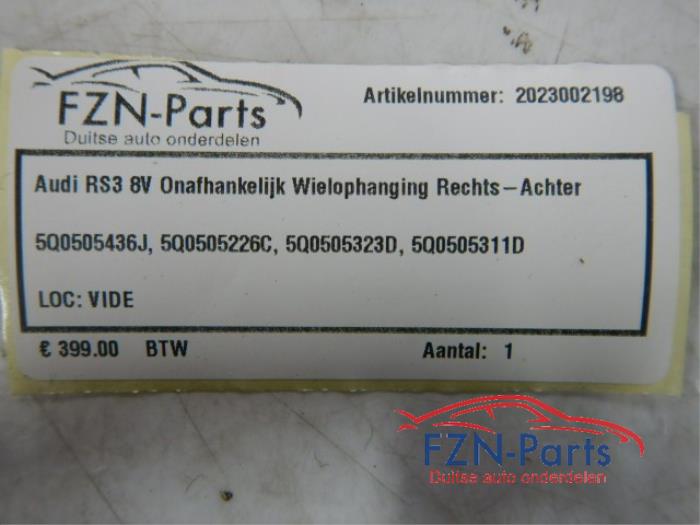 FZN-Parts
Duitse auto onderdelen
Artikelnummer: 2023002198
Audi RS3 8V Onafhankelijk Wielophanging Rechts-Achter
5Q0505436J, 5Q0505226C, 5Q0505323D, 5Q0505311D
LOC: VIDE
€ 399.00 BTW
Aantal: 1
FZN-Parts
Duitse auto onderdelen